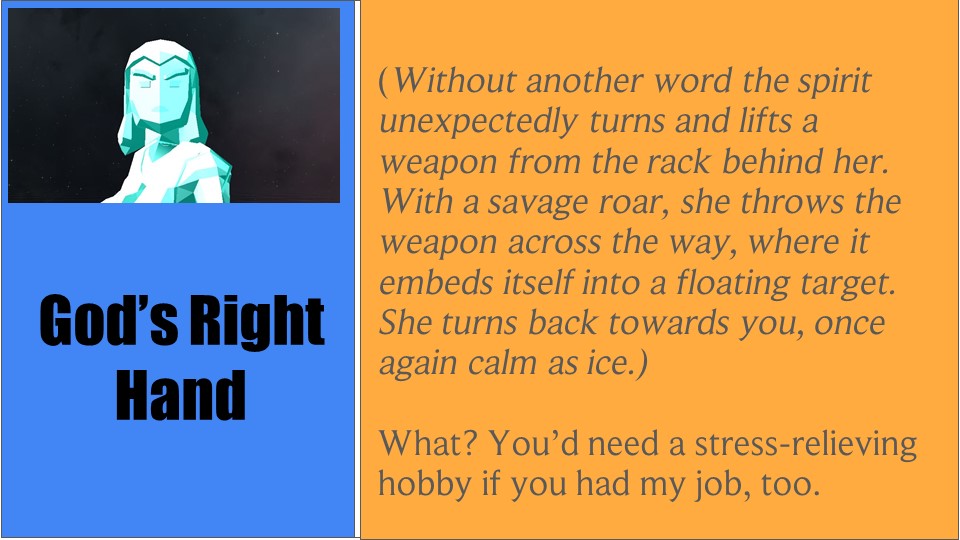 God’s Right
Hand
(Without another word the spirit
unexpectedly turns and lifts a
weapon from the rack behind her.
With a savage roar, she throws the
weapon across the way, where it
embeds itself into a floating target.
She turns back towards you, once
again calm as ice.)
What? You’d need a stress-relieving
hobby if you had my job, too.